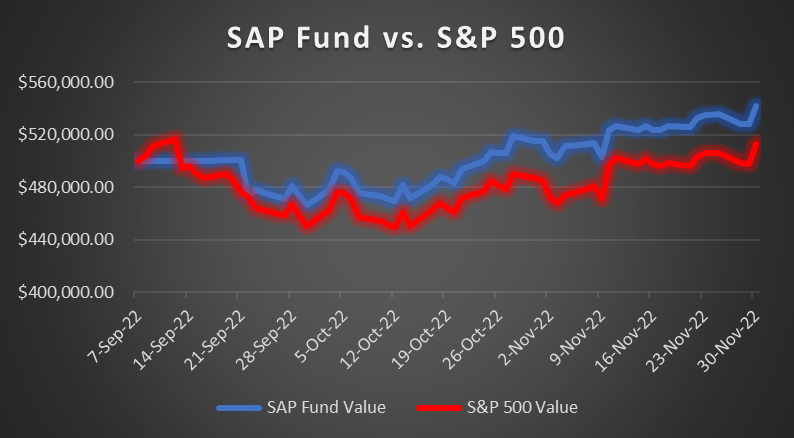 SAP Fund vs. S&P 500
$560,000.00
$520,000.00
$480,000.00
$440,000.00
$400,000.00
7-Sep-22
14-Sep-22
21-Sep-22
28-Sep-22
5-Oct-22
12-Oct-22
19-Oct-22
26-Oct-22
2-Nov-22
9-Nov-22
16-Nov-22
23-Nov-22
30-Nov-22
SAP Fund Value
S&P 500 Value